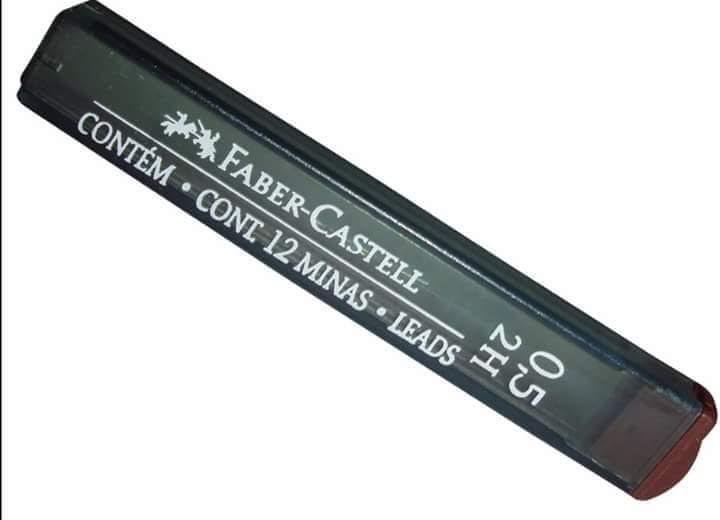 FABER-CASTELL
CONTÉM • CONT. 12 MINAS • LEADS
0,5
2H